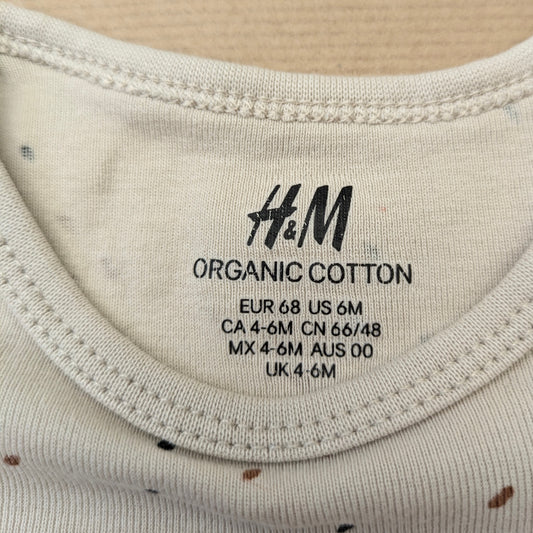 H&M
ORGANIC COTTON
EUR 68 US 6M
CA 4-6M CN 66/48
MX 4-6M AUS 00
UK 4-6M